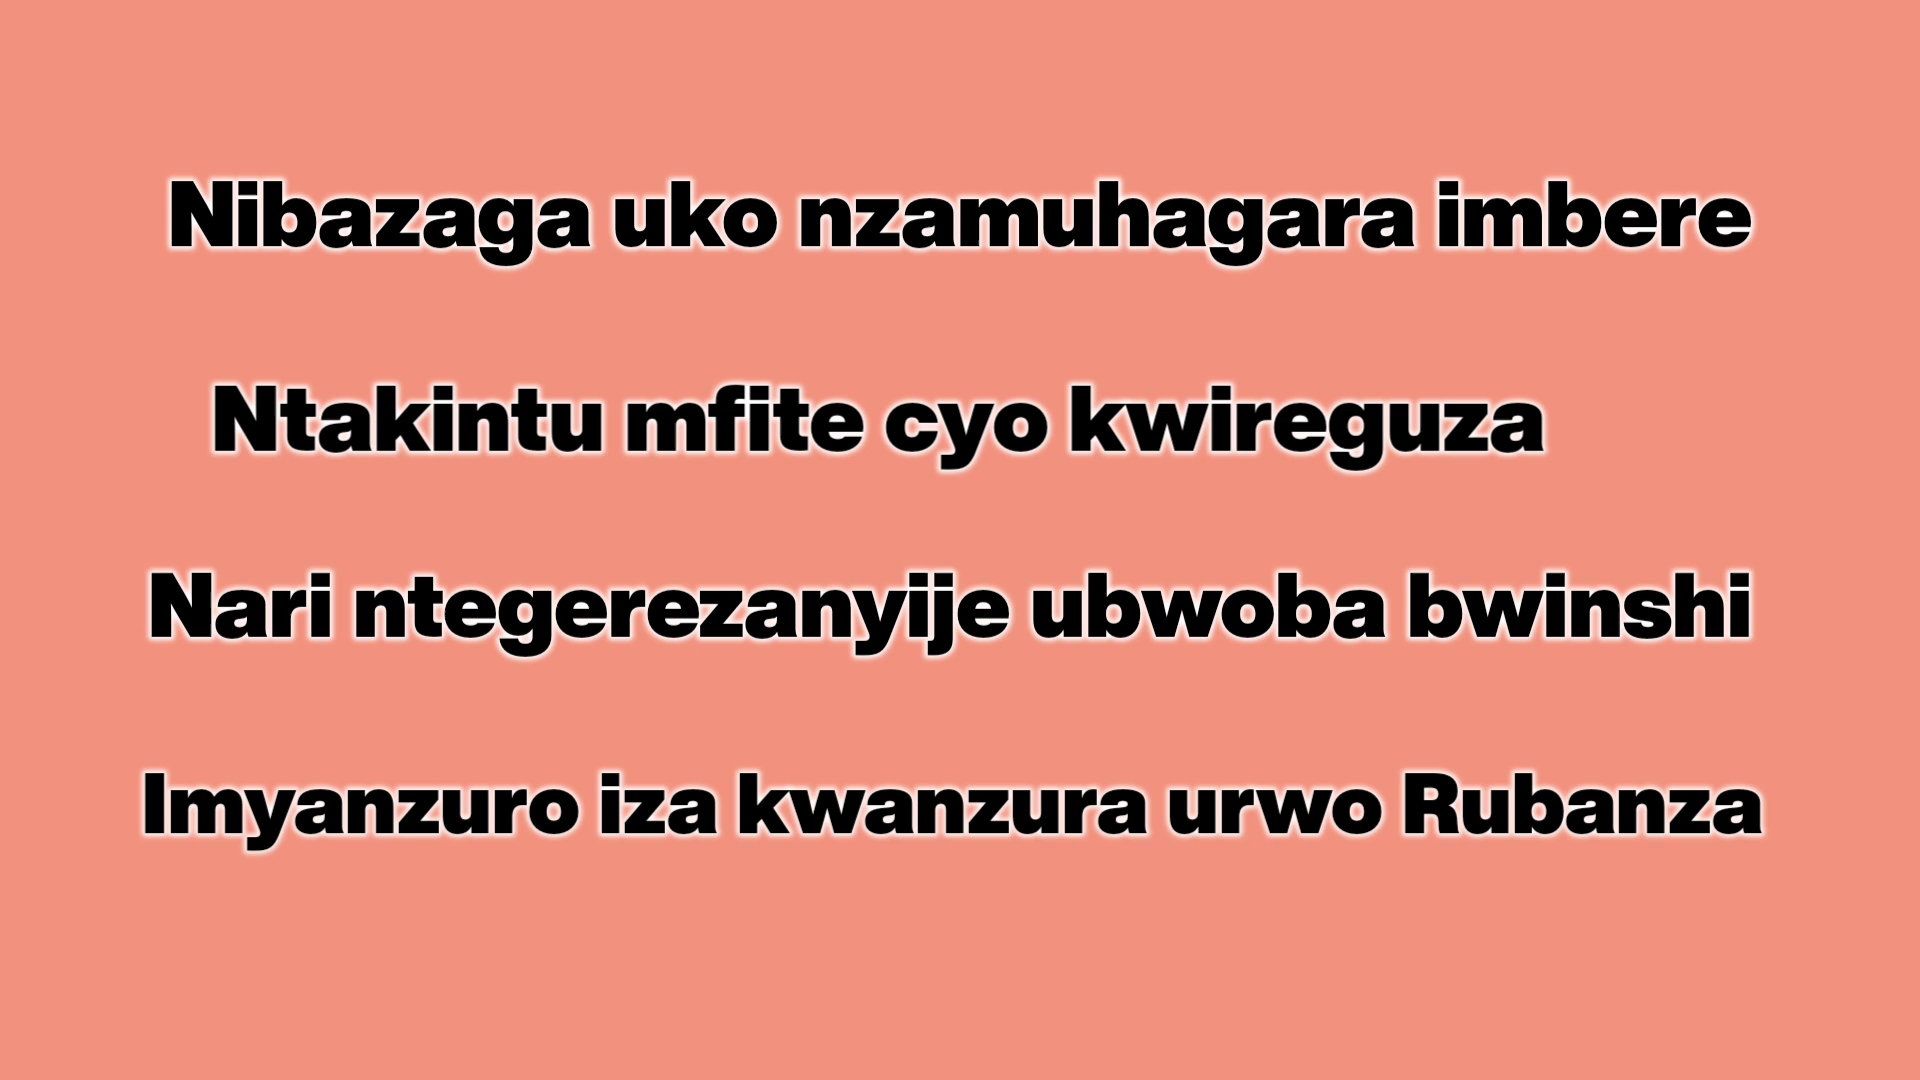 Nibazaga uko nzamuhagara imbere
Ntakintu mfite cyo kwireguza
Nari ntegerezanyije ubwoba bwinshi
Imyanzuro iza kwanzura urwo Rubanza